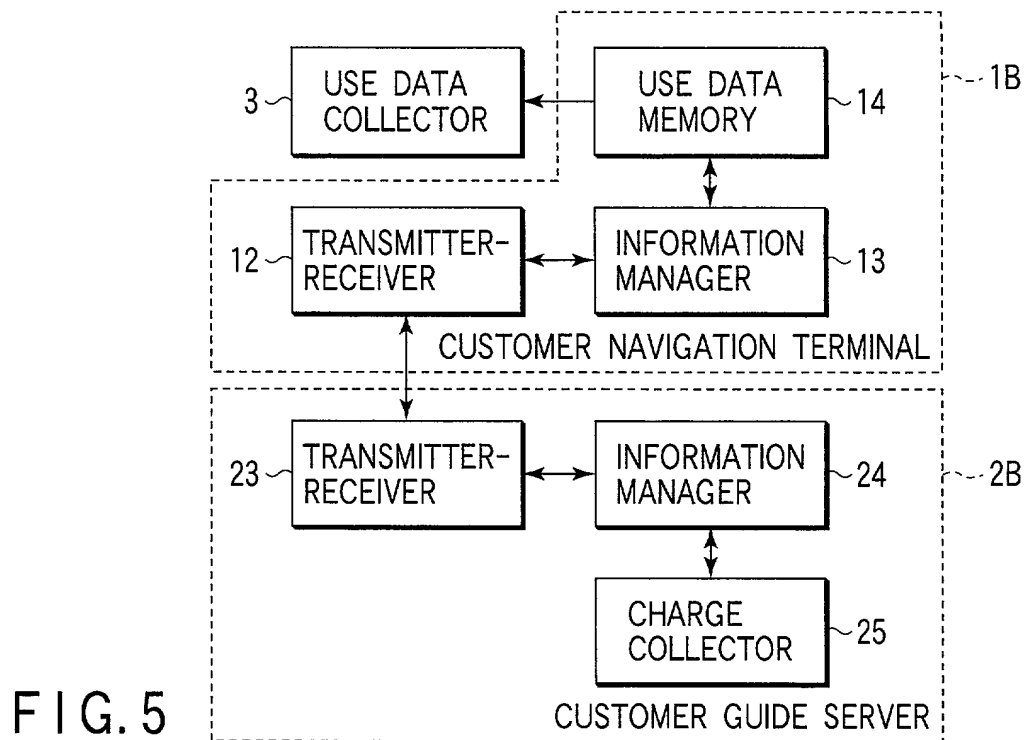 USE DATA
COLLECTOR
3
USE DATA
MEMORY
14
1B
TRANSMITTER-
RECEIVER
12
INFORMATION
MANAGER
13
CUSTOMER NAVIGATION TERMINAL
TRANSMITTER-
RECEIVER
23
INFORMATION
MANAGER
24
2B
CHARGE
COLLECTOR
25
CUSTOMER GUIDE SERVER
FIG. 5